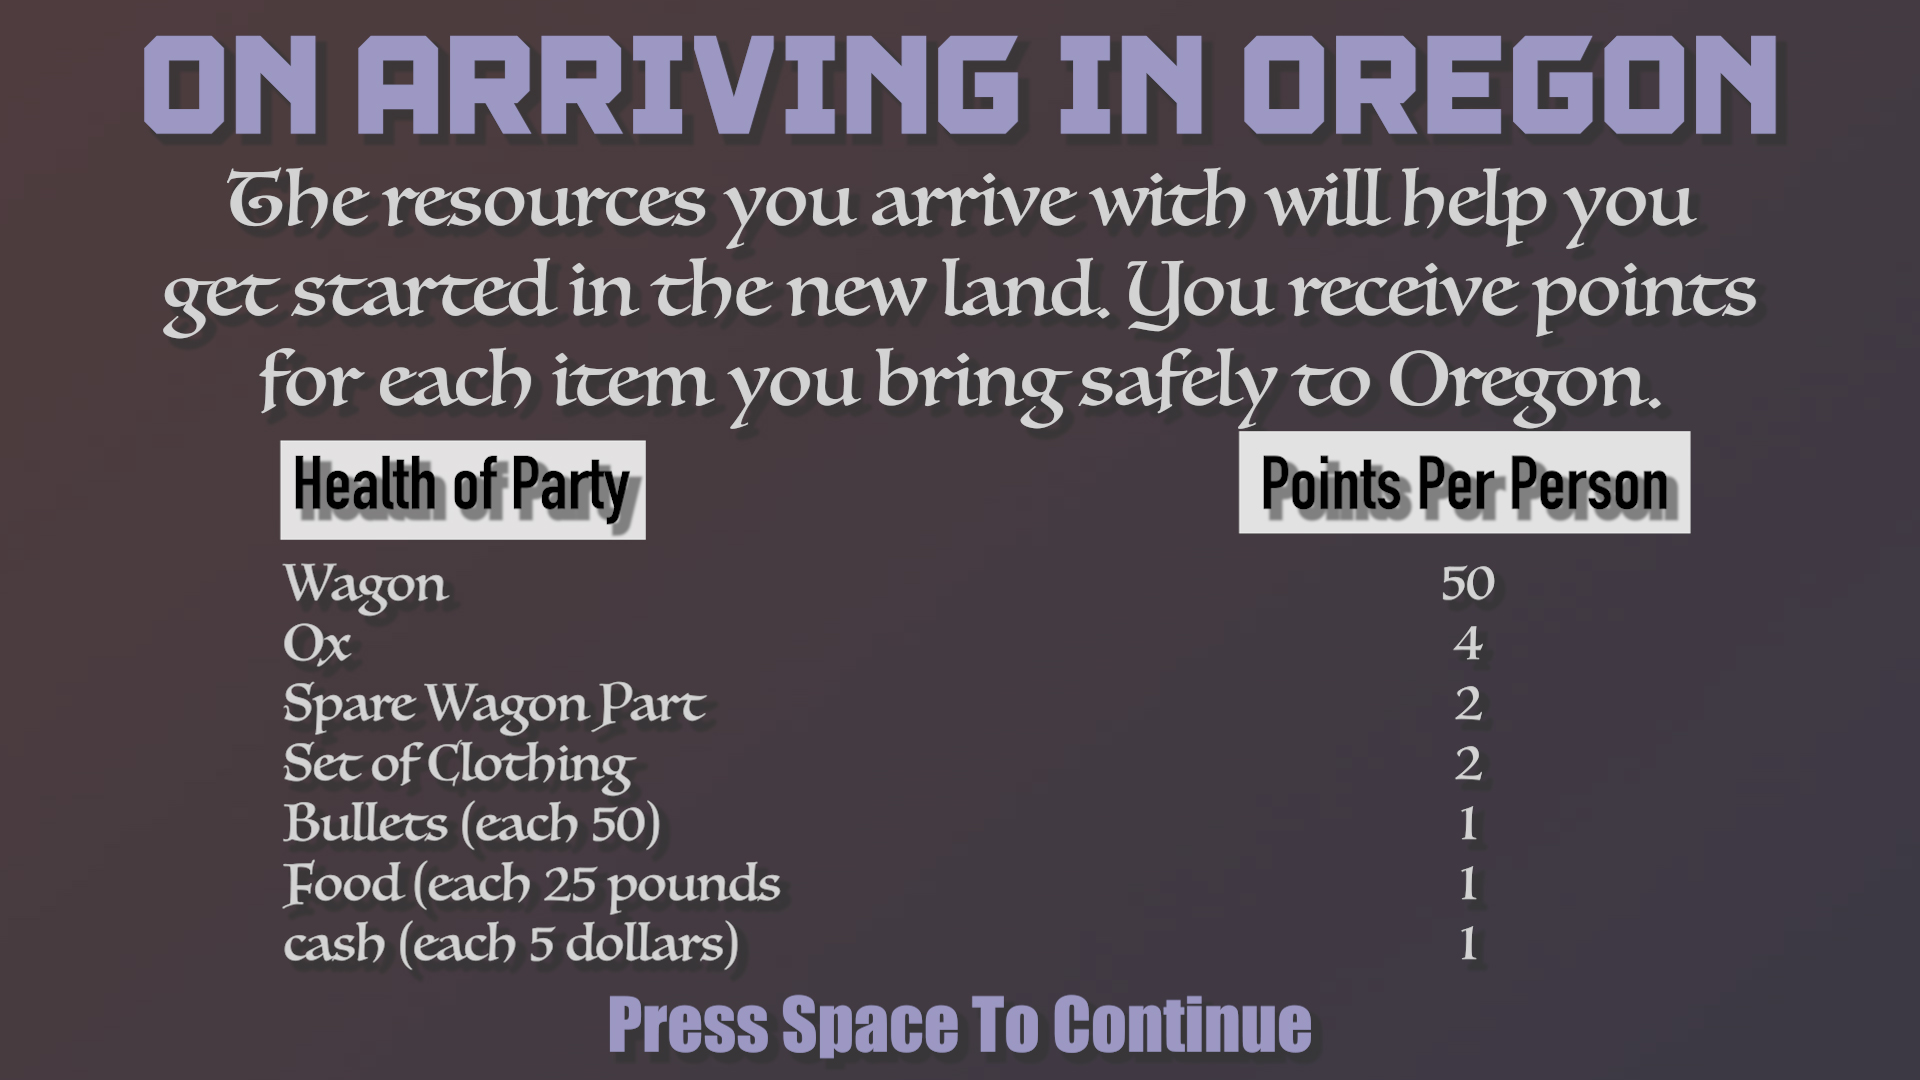 ON ARRIVING IN OREGON
The resources you arrive with will help you
get started in the new land. You receive points
for each item you bring safely to Oregon.
Health of Party Points Per Person
Wagon 50
Ox 4
Spare Wagon Part 2
Set of Clothing 2
Bullets (each 50) 1
Food (each 25 pounds 1
cash (each 5 dollars) 1
Press Space To Continue